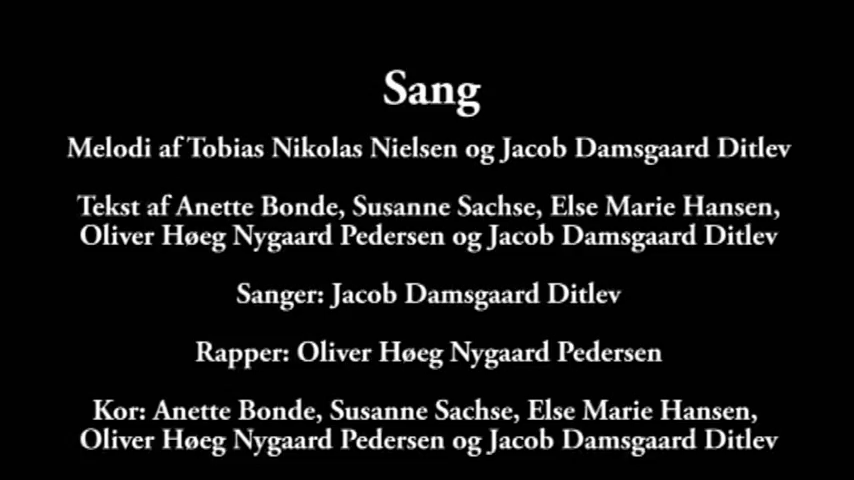 Sang
Melodi af Tobias Nikolas Nielsen og Jacob Damsgaard Ditlev
Tekst af Anette Bonde, Susanne Sachse, Else Marie Hansen,
Oliver Høeg Nygaard Pedersen og Jacob Damsgaard Ditlev
Sanger: Jacob Damsgaard Ditlev
Rapper: Oliver Høeg Nygaard Pedersen
Kor: Anette Bonde, Susanne Sachse, Else Marie Hansen,
Oliver Høeg Nygaard Pedersen og Jacob Damsgaard Ditlev